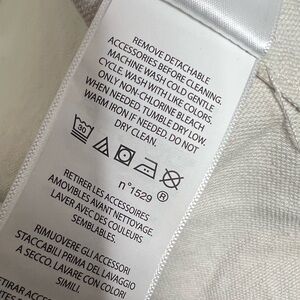 REMOVE DETACHABLE
ACCESSORIES BEFORE CLEANING.
MACHINE WASH COLD GENTLE
CYCLE. WASH WITH LIKE COLORS.
ONLY NON-CHLORINE BLEACH
WHEN NEEDED. TUMBLE DRY LOW.
WARM IRON IF NEEDED. DO NOT
DRY CLEAN.
30
n°1529 ®
RETIRER LES ACCESSOIRES
AMOVIBLES AVANT NETTOYAGE.
LAVER AVEC DES COULEURS
SEMBLABLES.
RIMUOVERE GLI ACCESSORI
STACCABILI PRIMA DEL LAVAGGIO
A SECCO. LAVARE CON COLORI
SIMILI.